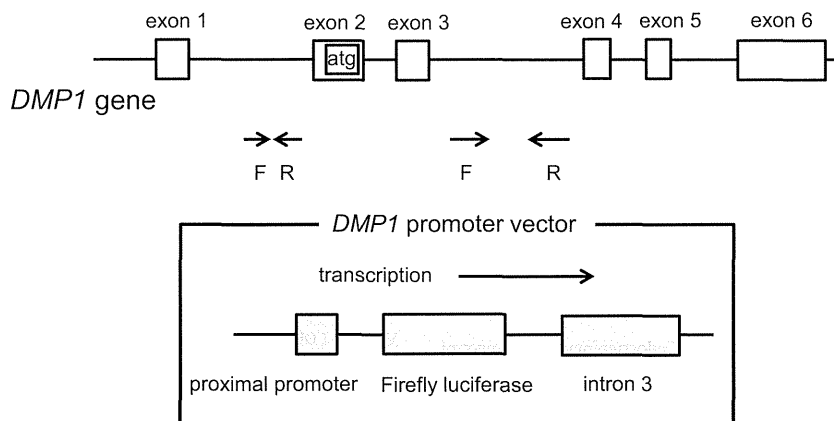 exon 1 exon 2 exon 3 exon 4 exon 5 exon 6
atg
DMP1 gene
F R F R
DMP1 promoter vector
transcription
proximal promoter Firefly luciferase intron 3